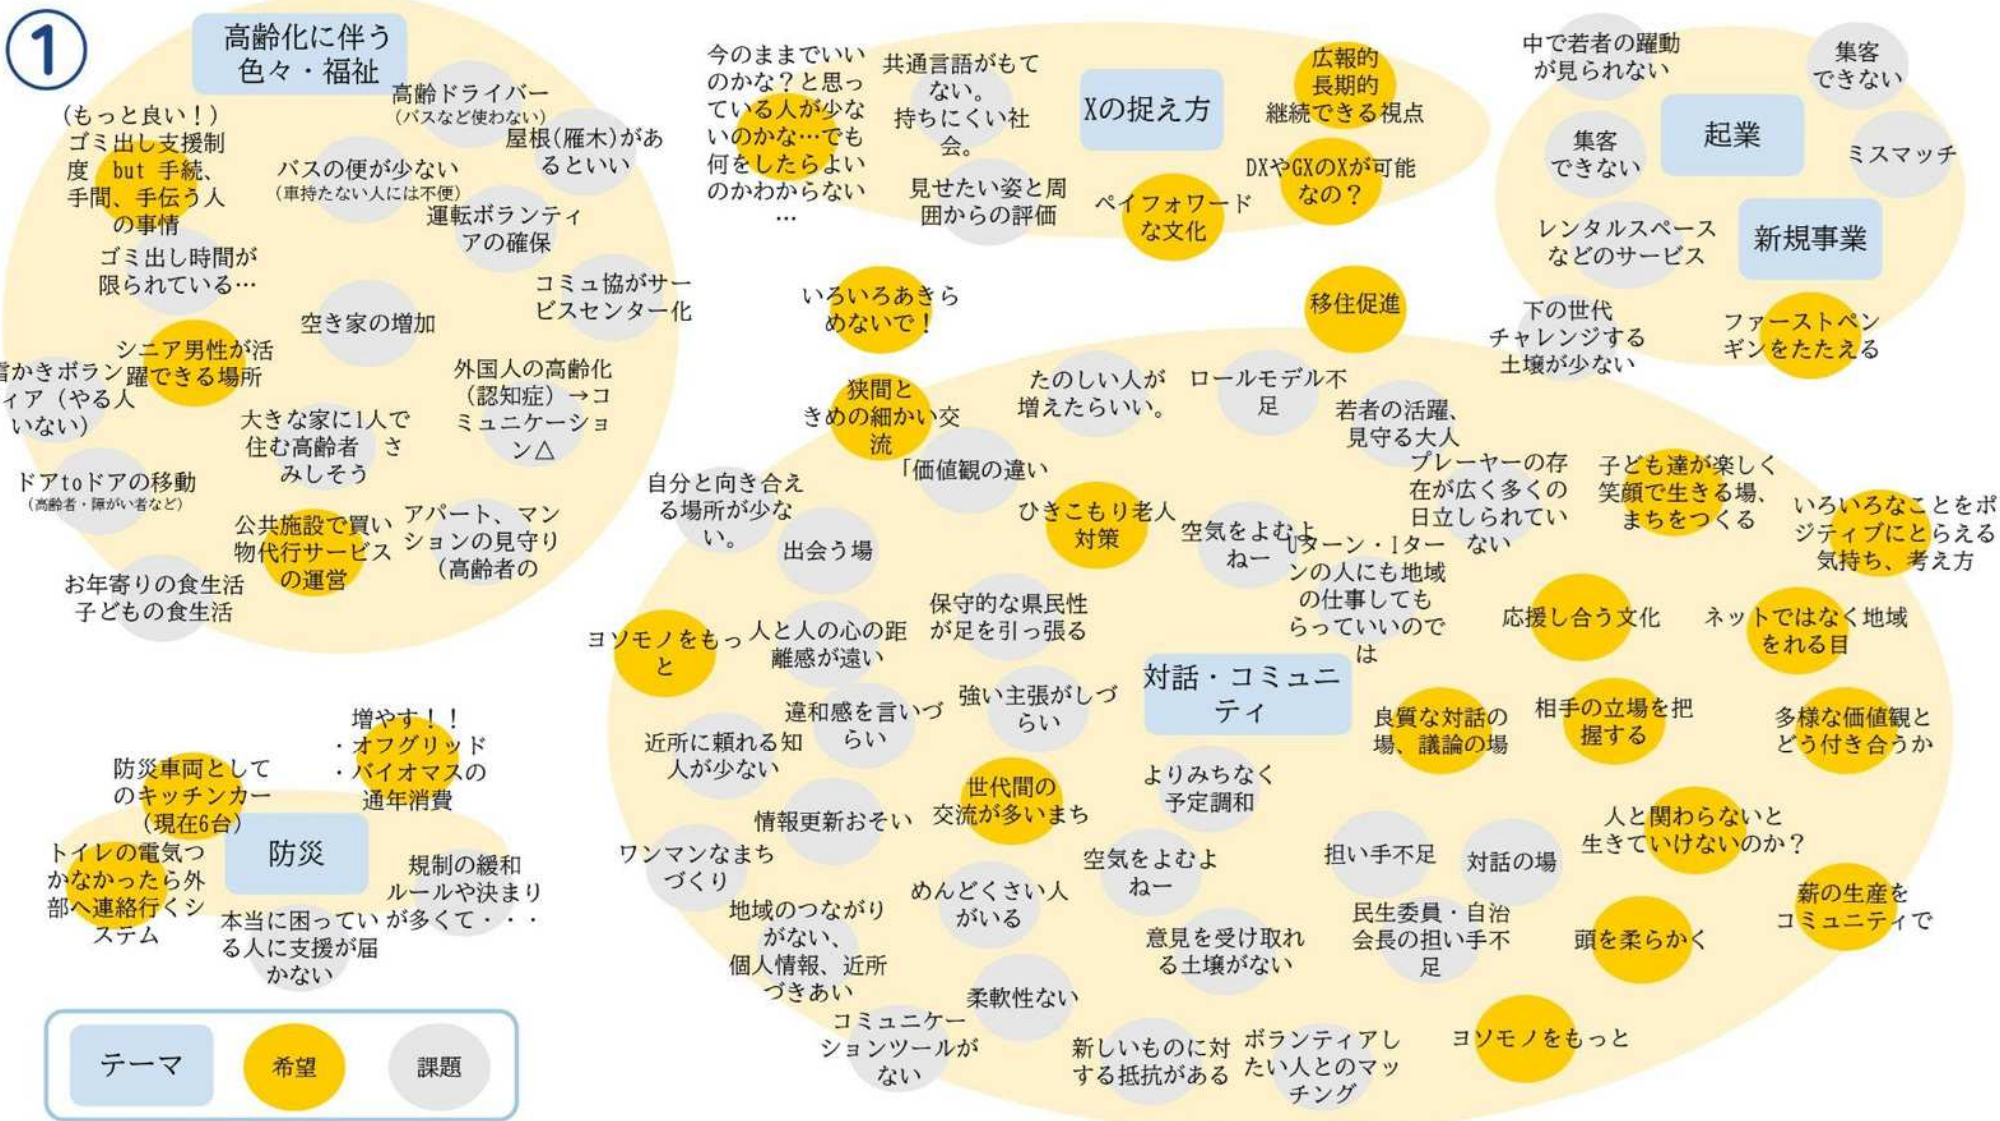 ①
高齢化に伴う
色々・福祉
高齢ドライバー
(バスなど使わない)
(もっと良い！)
ゴミ出し支援制
度 but 手続、
手間、手伝う人
の事情
屋根(雁木)があ
るといい
バスの便が少ない
(車持たない人には不便)
運転ボランティ
アの確保
ゴミ出し時間が
限られている…
コミュ協がサー
ビスセンター化
空き家の増加
シニア男性が活
躍できる場所
雪かきボラン
ィア（やる人
いない）
外国人の高齢化
（認知症）→コ
ミュニケーショ
ン△
大きな家に1人で
住む高齢者　さ
みしそう
ドアtoドアの移動
(高齢者・障がい者など)
公共施設で買い
物代行サービス
の運営
アパート、マン
ションの見守り
（高齢者の
お年寄りの食生活
子どもの食生活
今のままでいい
のかな？と思っ
ている人が少な
いのかな…でも
何をしたらよい
のかわからない
…
共通言語がもて
ない。
持ちにくい社
会。
Xの捉え方
広報的
長期的
継続できる視点
見せたい姿と周
囲からの評価
ペイフォワード
な文化
DXやGXのXが可能
なの？
中で若者の躍動
が見られない
集客
できない
起業
集客
できない
ミスマッチ
レンタルスペース
などのサービス
新規事業
下の世代
チャレンジする
土壌が少ない
ファーストペン
ギンをたたえる
いろいろあきら
めないで！
移住促進
狭間と
きめの細かい交
流
たのしい人が
増えたらいい。
ロールモデル不
足
若者の活躍、
見守る大人
「価値観の違い
プレーヤーの存
在が広く多くの
日立しられてい
ない
子ども達が楽しく
笑顔で生きる場、
まちをつくる
いろいろなことをポ
ジティブにとらえる
気持ち、考え方
自分と向き合え
る場所が少な
い。
出会う場
ひきこもり老人
対策
空気をよむよ
ねー
Uターン・Iター
ンの人にも地域
の仕事しても
らっていいので
は
保守的な県民性
が足を引っ張る
応援し合う文化
ネットではなく地域
をれる目
ヨソモノをもっ
と
人と人の心の距
離感が遠い
対話・コミュニ
ティ
強い主張がしづ
らい
違和感を言いづ
らい
近所に頼れる知
人が少ない
良質な対話の
場、議論の場
相手の立場を把
握する
多様な価値観と
どう付き合うか
世代間の
交流が多いまち
よりみちなく
予定調和
情報更新おそい
人と関わらないと
生きていけないのか？
ワンマンなまち
づくり
空気をよむよ
ねー
担い手不足
対話の場
めんどくさい人
がいる
地域のつながり
がない、
個人情報、近所
づきあい
意見を受け取れ
る土壌がない
民生委員・自治
会長の担い手不
足
頭を柔らかく
薪の生産を
コミュニティで
柔軟性ない
コミュニケー
ションツールが
ない
新しいものに対
する抵抗がある
ボランティアし
たい人とのマッ
チング
ヨソモノをもっと
増やす！！
・オフグリッド
・バイオマスの
通年消費
防災車両として
のキッチンカー
（現在6台）
防災
トイレの電気つ
かなかったら外
部へ連絡行くシ
ステム
規制の緩和
ルールや決まり
が多くて・・・
本当に困ってい
る人に支援が届
かない
テーマ
希望
課題